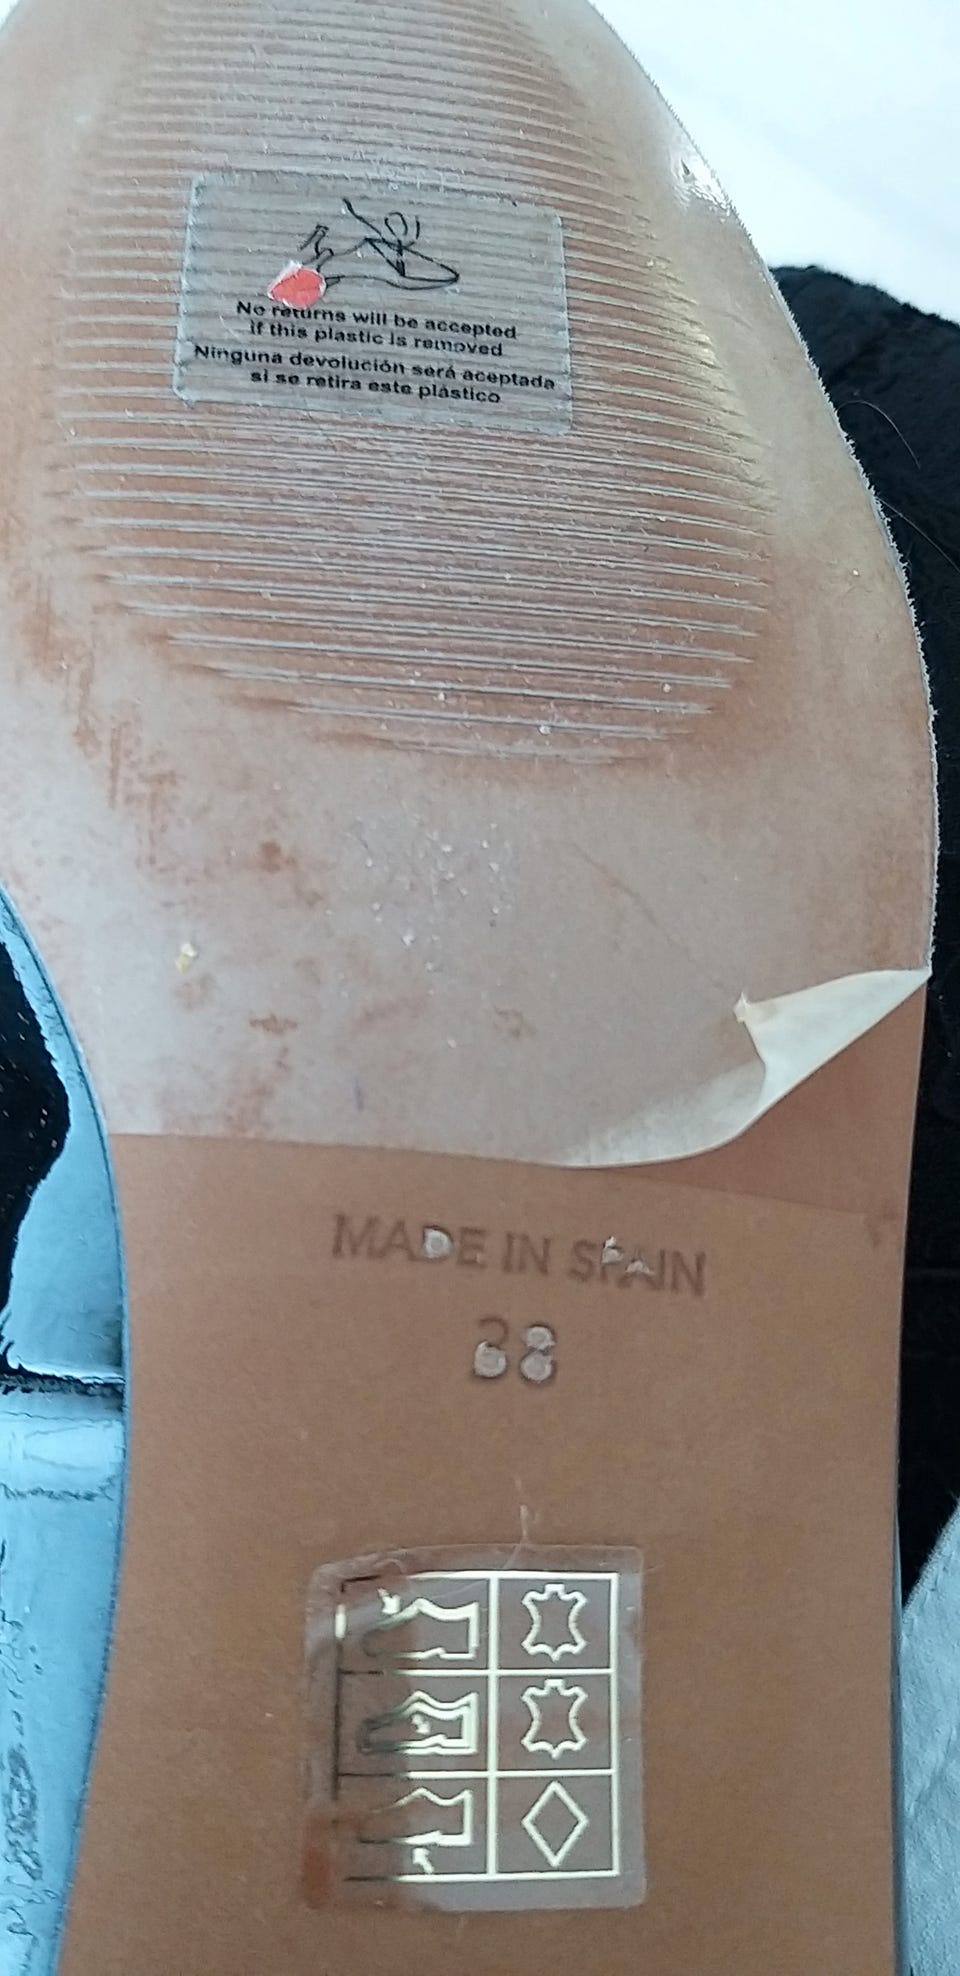 No returns will be accepted
if this plastic is removed
Ninguna devolución será aceptada
si se retira este plástico
MADE IN SPAIN
38